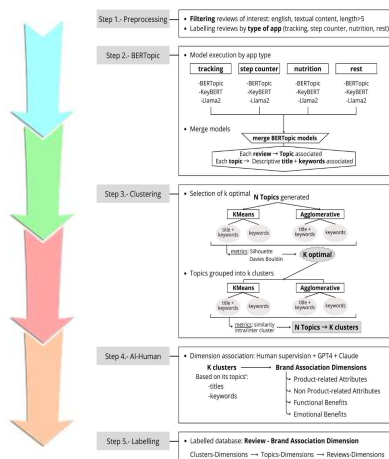 Step 1.- Preprocessing
• Filtering reviews of interest: english, textual content, length>5
• Labelling reviews by type of app (tracking, step counter, nutrition, rest)
Step 2.- BERTopic
• Model execution by app type
tracking step counter nutrition rest
-BERTopic -BERTopic -BERTopic -BERTopic
-KeyBERT -KeyBERT -KeyBERT -KeyBERT
-Llama2 -Llama2 -Llama2 -Llama2
• Merge models
merge BERTopic models
Each review → Topic associated
Each topic → Descriptive title + keywords associated
Step 3.- Clustering
• Selection of k optimal
N Topics generated
KMeans Agglomerative
title + keywords keywords title + keywords keywords
metrics: Silhouette
Davies Bouldin
K optimal
• Topics grouped into k clusters
KMeans Agglomerative
title + keywords keywords title + keywords keywords
metrics: similarity
intra/inter cluster
N Topics → K clusters
Step 4.- AI-Human
• Dimension association: Human supervision + GPT4 + Claude
K clusters → Brand Association Dimensions
Based on its topics':
-titles
-keywords
Product-related Attributes
Non Product-related Attributes
Functional Benefits
Emotional Benefits
Step 5.- Labelling
• Labelled database: Review - Brand Association Dimension
Clusters-Dimensions → Topics-Dimensions → Reviews-Dimensions